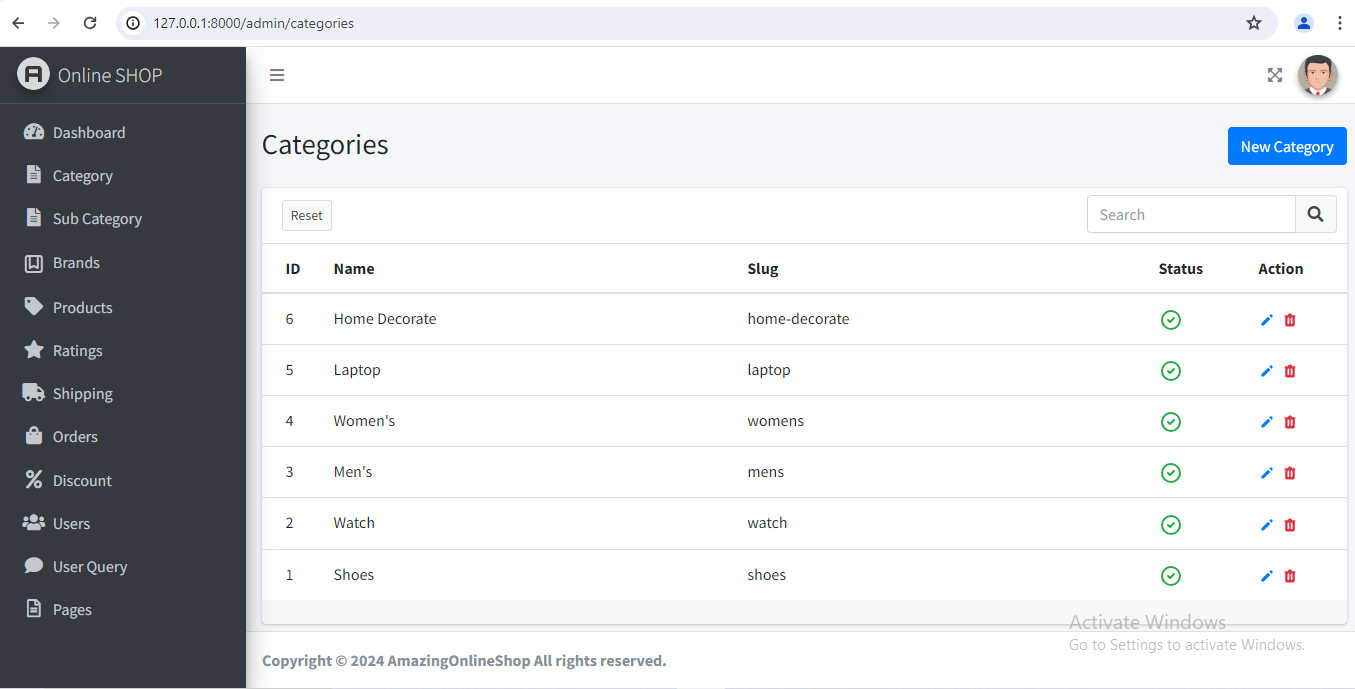 127.0.0.1:8000/admin/categories
A Online SHOP
Dashboard
Category
Sub Category
Brands
Products
Ratings
Shipping
Orders
Discount
Users
User Query
Pages
Categories
New Category
Reset
Search
ID Name Slug Status Action
6 Home Decorate home-decorate
5 Laptop laptop
4 Women's womens
3 Men's mens
2 Watch watch
1 Shoes shoes
Activate Windows
Go to Settings to activate Windows.
Copyright © 2024 AmazingOnlineShop All rights reserved.